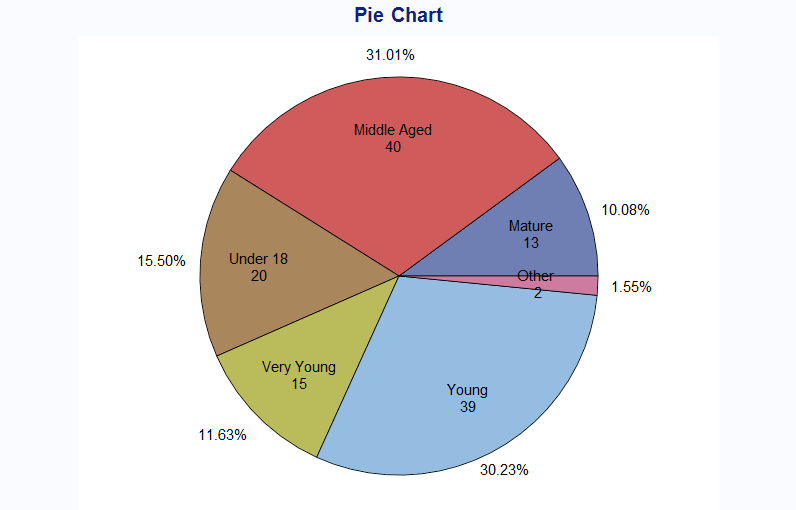 Pie Chart
31.01%
Middle Aged
40
10.08%
Mature
13
15.50%
Under 18
20
Other
2
1.55%
Very Young
15
Young
39
11.63%
30.23%